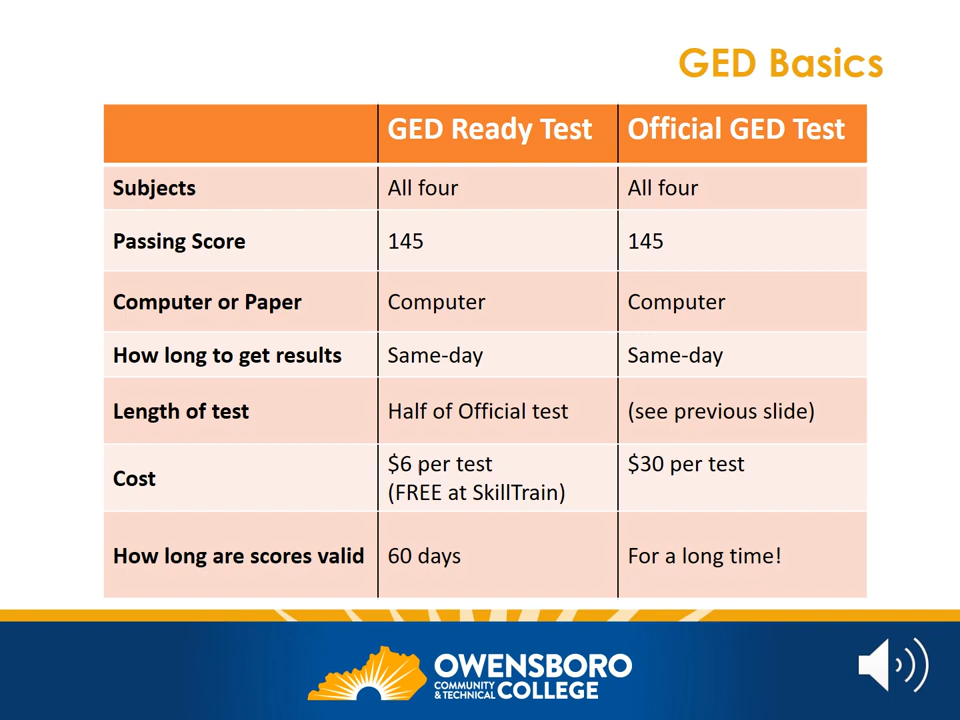 GED Basics
GED Ready Test Official GED Test
Subjects All four All four
Passing Score 145 145
Computer or Paper Computer Computer
How long to get results Same-day Same-day
Length of test Half of Official test (see previous slide)
Cost $6 per test $30 per test
(FREE at SkillTrain)
How long are scores valid 60 days For a long time!
OWENSBORO
COMMUNITY
& TECHNICAL COLLEGE